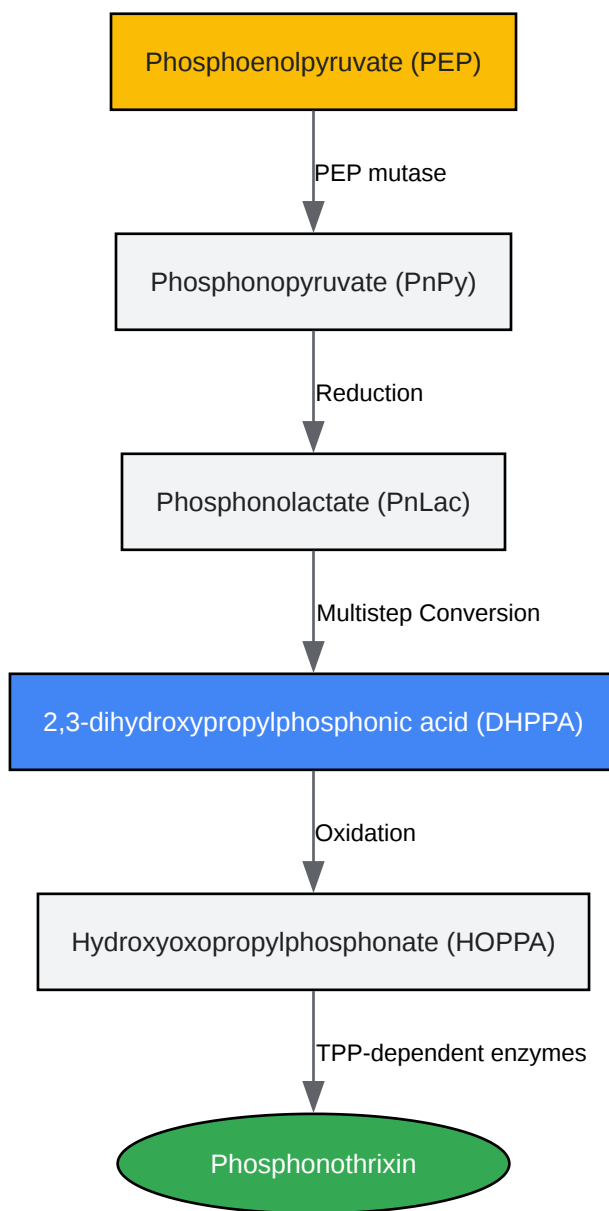 Phosphoenolpyruvate (PEP)
PEP mutase
Phosphonopyruvate (PnPy)
Reduction
Phosphonolactate (PnLac)
Multistep Conversion
2,3-dihydroxypropylphosphonic acid (DHPPA)
Oxidation
Hydroxyoxopropylphosphonate (HOPPA)
TPP-dependent enzymes
Phosphonothrixin